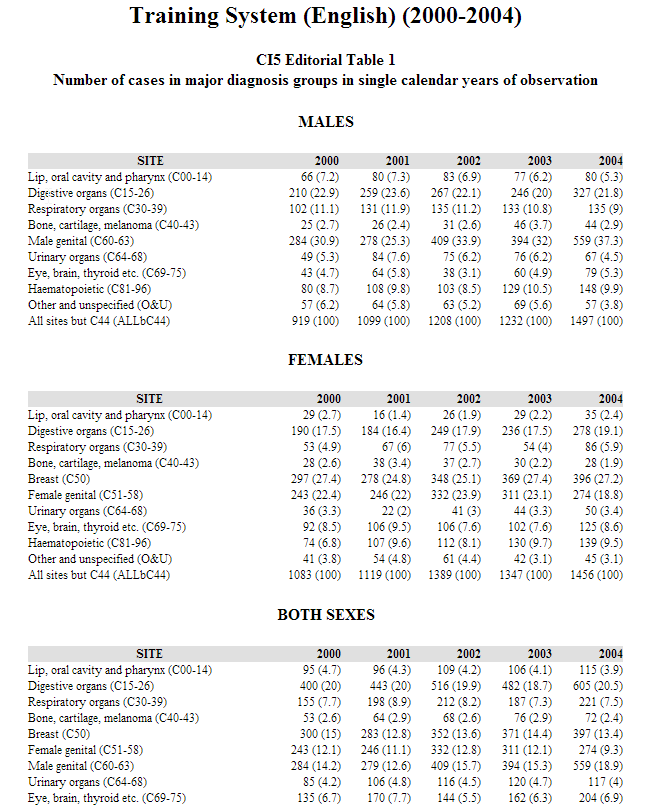 Training System (English) (2000-2004)
CI5 Editorial Table 1
Number of cases in major diagnosis groups in single calendar years of observation
MALES
SITE 2000 2001 2002 2003 2004
Lip, oral cavity and pharynx (C00-14) 66 (7.2) 80 (7.3) 83 (6.9) 77 (6.2) 80 (5.3)
Digestive organs (C15-26) 210 (22.9) 259 (23.6) 267 (22.1) 246 (20) 327 (21.8)
Respiratory organs (C30-39) 102 (11.1) 131 (11.9) 135 (11.2) 133 (10.8) 135 (9)
Bone, cartilage, melanoma (C40-43) 25 (2.7) 26 (2.4) 31 (2.6) 46 (3.7) 44 (2.9)
Male genital (C60-63) 284 (30.9) 278 (25.3) 409 (33.9) 394 (32) 559 (37.3)
Urinary organs (C64-68) 49 (5.3) 84 (7.6) 75 (6.2) 76 (6.2) 67 (4.5)
Eye, brain, thyroid etc. (C69-75) 43 (4.7) 64 (5.8) 38 (3.1) 60 (4.9) 79 (5.3)
Haematopoietic (C81-96) 80 (8.7) 108 (9.8) 103 (8.5) 129 (10.5) 148 (9.9)
Other and unspecified (O&U) 57 (6.2) 64 (5.8) 63 (5.2) 69 (5.6) 57 (3.8)
All sites but C44 (ALLbC44) 919 (100) 1099 (100) 1208 (100) 1232 (100) 1497 (100)
FEMALES
SITE 2000 2001 2002 2003 2004
Lip, oral cavity and pharynx (C00-14) 29 (2.7) 16 (1.4) 26 (1.9) 29 (2.2) 35 (2.4)
Digestive organs (C15-26) 190 (17.5) 184 (16.4) 249 (17.9) 236 (17.5) 278 (19.1)
Respiratory organs (C30-39) 53 (4.9) 67 (6) 77 (5.5) 54 (4) 86 (5.9)
Bone, cartilage, melanoma (C40-43) 28 (2.6) 38 (3.4) 37 (2.7) 30 (2.2) 28 (1.9)
Breast (C50) 297 (27.4) 278 (24.8) 348 (25.1) 369 (27.4) 396 (27.2)
Female genital (C51-58) 243 (22.4) 246 (22) 332 (23.9) 311 (23.1) 274 (18.8)
Urinary organs (C64-68) 36 (3.3) 22 (2) 41 (3) 44 (3.3) 50 (3.4)
Eye, brain, thyroid etc. (C69-75) 92 (8.5) 106 (9.5) 106 (7.6) 102 (7.6) 125 (8.6)
Haematopoietic (C81-96) 74 (6.8) 107 (9.6) 112 (8.1) 130 (9.7) 139 (9.5)
Other and unspecified (O&U) 41 (3.8) 54 (4.8) 61 (4.4) 42 (3.1) 45 (3.1)
All sites but C44 (ALLbC44) 1083 (100) 1119 (100) 1389 (100) 1347 (100) 1456 (100)
BOTH SEXES
SITE 2000 2001 2002 2003 2004
Lip, oral cavity and pharynx (C00-14) 95 (4.7) 96 (4.3) 109 (4.2) 106 (4.1) 115 (3.9)
Digestive organs (C15-26) 400 (20) 443 (20) 516 (19.9) 482 (18.7) 605 (20.5)
Respiratory organs (C30-39) 155 (7.7) 198 (8.9) 212 (8.2) 187 (7.3) 221 (7.5)
Bone, cartilage, melanoma (C40-43) 53 (2.6) 64 (2.9) 68 (2.6) 76 (2.9) 72 (2.4)
Breast (C50) 300 (15) 283 (12.8) 352 (13.6) 371 (14.4) 397 (13.4)
Female genital (C51-58) 243 (12.1) 246 (11.1) 332 (12.8) 311 (12.1) 274 (9.3)
Male genital (C60-63) 284 (14.2) 279 (12.6) 409 (15.7) 394 (15.3) 559 (18.9)
Urinary organs (C64-68) 85 (4.2) 106 (4.8) 116 (4.5) 120 (4.7) 117 (4)
Eye, brain, thyroid etc. (C69-75) 135 (6.7) 170 (7.7) 144 (5.5) 162 (6.3) 204 (6.9)